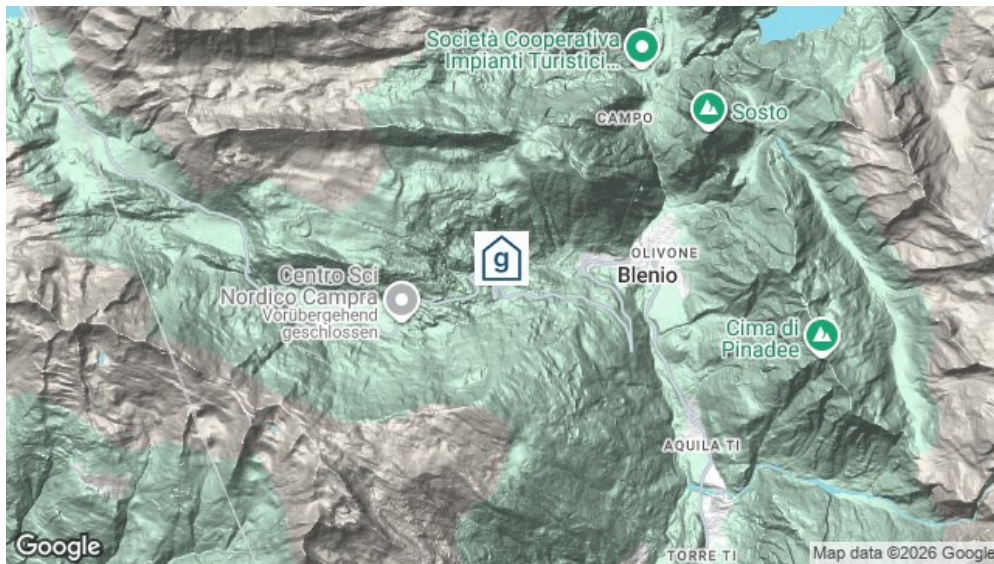 Società Cooperativa
Impianti Turistici...
CAMPO
Sosto
OLIVONE
Blenio
g
Centro Sci
Nordico Campra
Vorübergehend
geschlossen
Cima di
Pinadee
AQUILA TI
TORRE TI
Google
Map data ©2026 Google